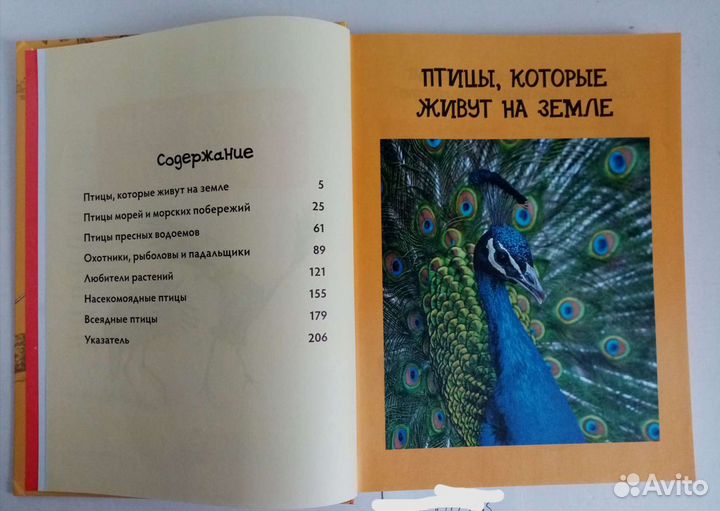 Содержание
Птицы, которые живут на земле 5
Птицы морей и морских побережий 25
Птицы пресных водоемов 61
Охотники, рыболовы и падальщики 89
Любители растений 121
Насекомоядные птицы 155
Всеядные птицы 179
Указатель 206
ПТИЦЫ, КОТОРЫЕ
ЖИВУТ НА ЗЕМЛЕ
Avito